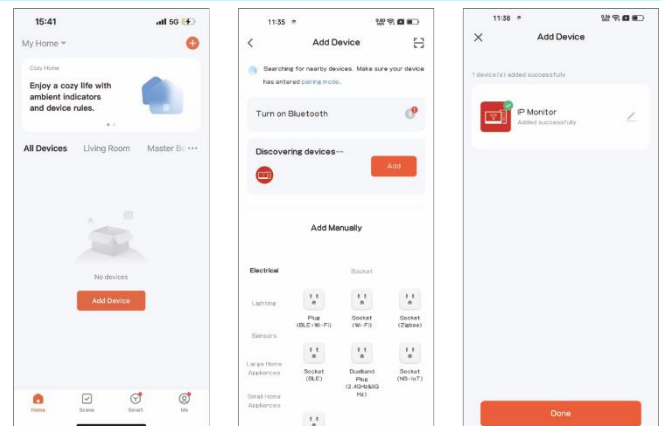 15:41
5G
My Home
Cozy Home
Enjoy a cozy life with
ambient indicators
and device rules.
All Devices Living Room Master Be ···
No devices
Add Device
Home Scene Smart Me
11:35
Add Device
Searching for nearby devices. Make sure your device
has entered pairing mode.
Turn on Bluetooth
Discovering devices···
Add
Add Manually
Electrical
Lighting
Sensors
Large Home
Appliances
Small Home
Appliances
Socket
Plug
(BLE+Wi-Fi)
Socket
(Wi-Fi)
Socket
(Zigbee)
Socket
(BLE)
Dualband
Plug
(2.4GHz&5G
Hz)
Socket
(NB-IoT)
11:38
Add Device
1 device(s) added successfully
IP Monitor
Added successfully
Done